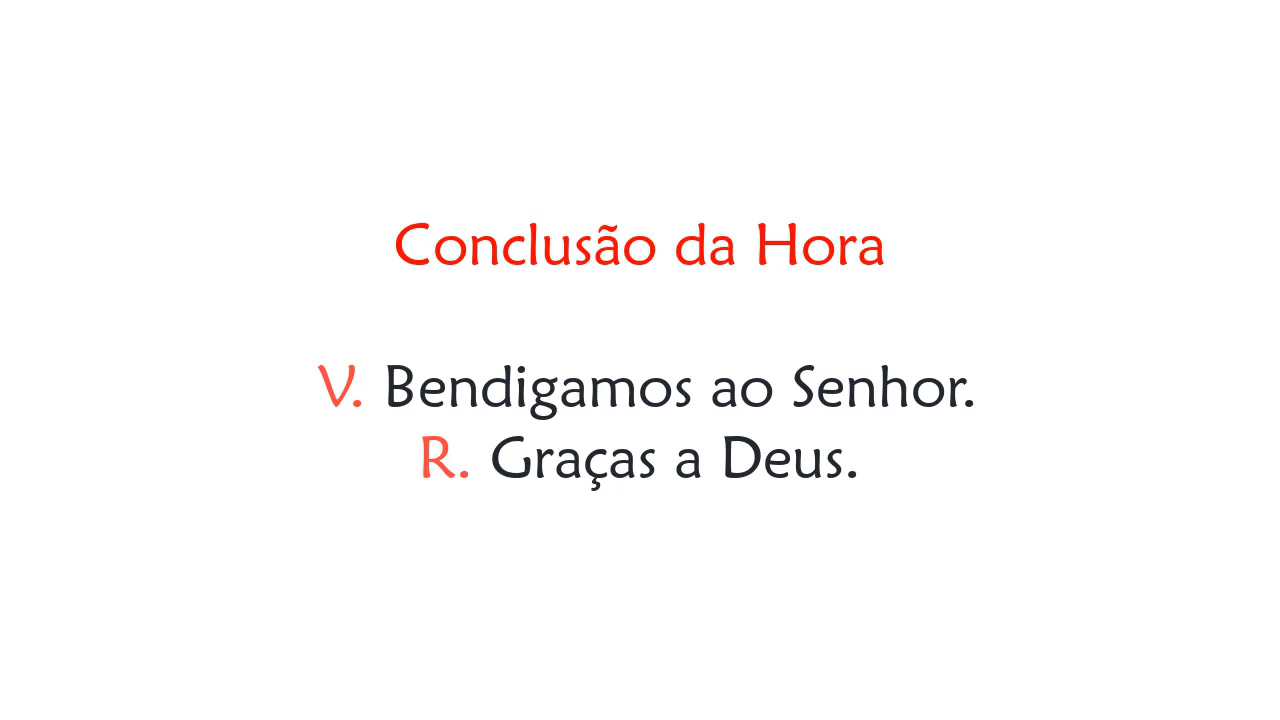 Conclusão da Hora
V. Bendigamos ao Senhor.
R. Graças a Deus.